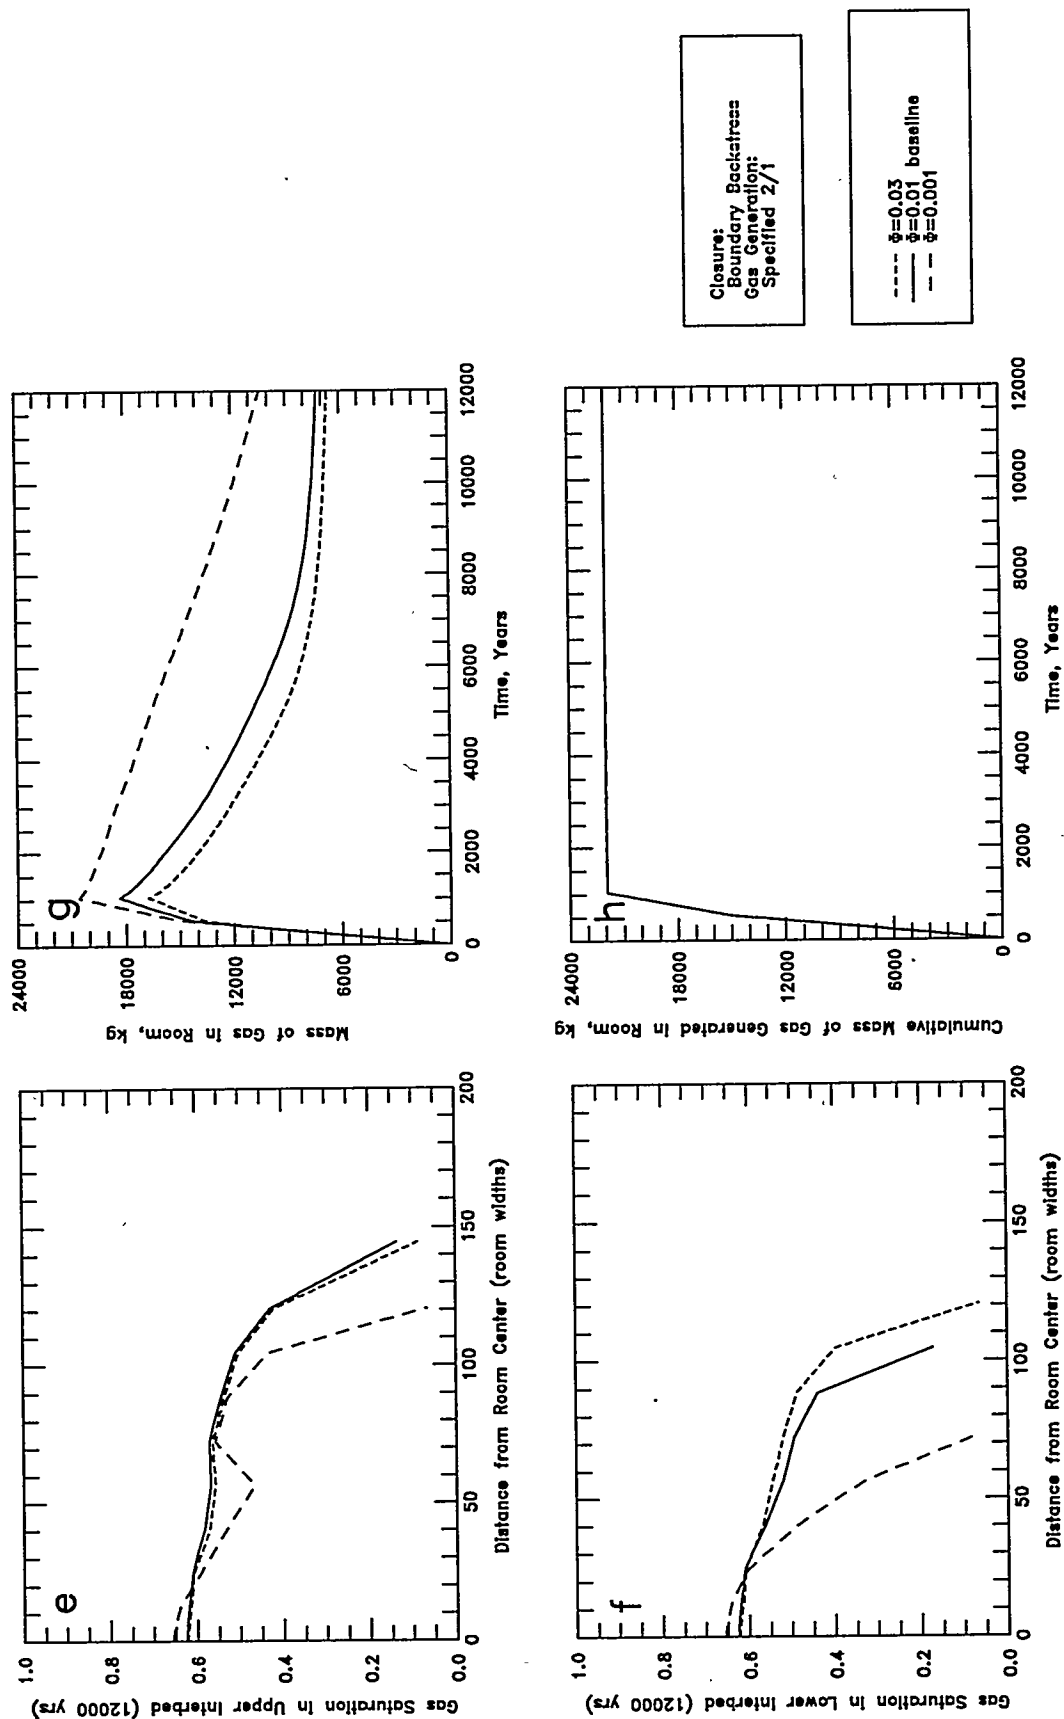 e
Gas Saturation in Upper Interbed (12000 yrs)
1.0
0.8
0.6
0.4
0.2
0.0
0
50
100
150
200
Distance from Room Center (room widths)
g
Mass of Gas in Room, kg
24000
18000
12000
6000
0
0
2000
4000
6000
8000
10000
12000
Time, Years
f
Gas Saturation in Lower Interbed (12000 yrs)
1.0
0.8
0.6
0.4
0.2
0.0
0
50
100
150
200
Distance from Room Center (room widths)
h
Cumulative Mass of Gas Generated in Room, kg
24000
18000
12000
6000
0
0
2000
4000
6000
8000
10000
12000
Time, Years
Closure:
Boundary Backstress
Gas Generation:
Specified 2/1
Φ=0.03
Φ=0.01 baseline
Φ=0.001